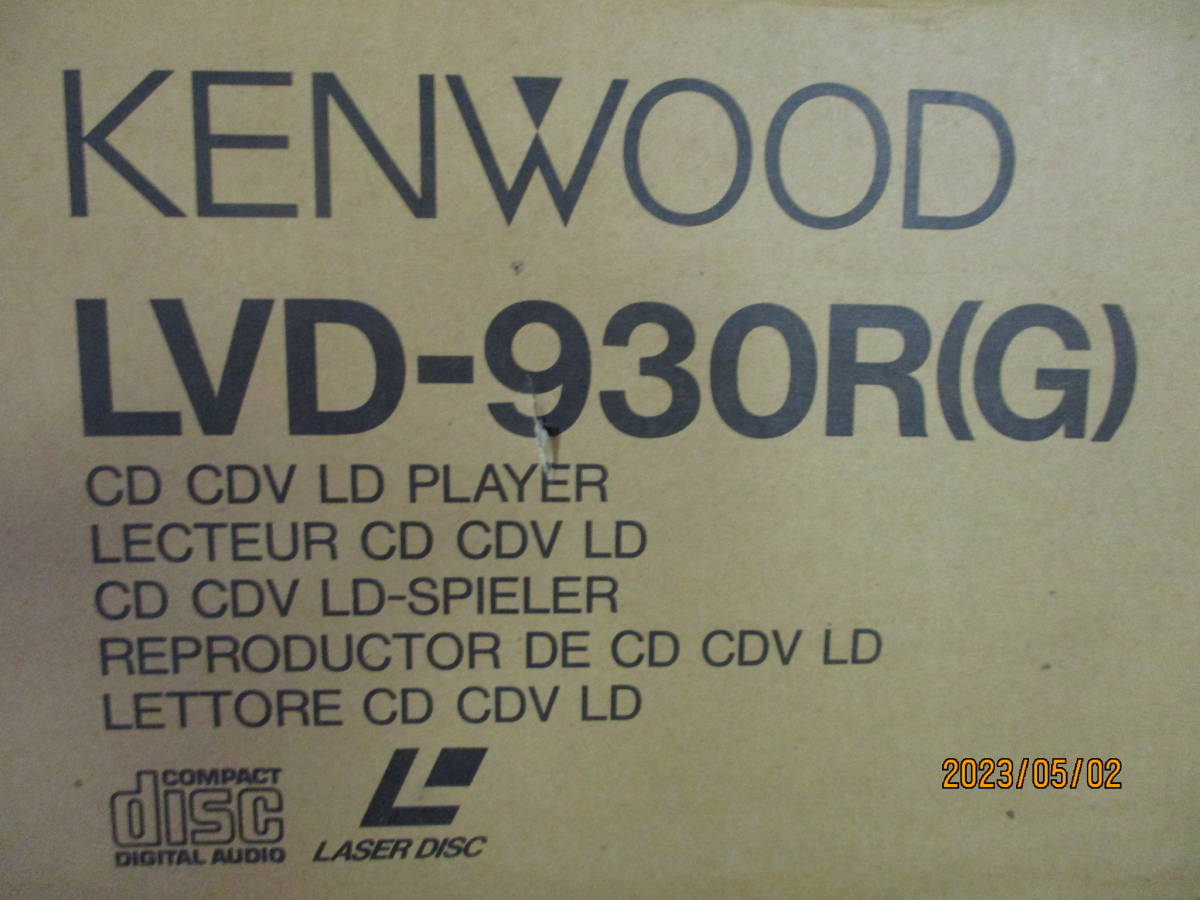 KENWOOD
LVD-930R(G)
CD CDV LD PLAYER
LECTEUR CD CDV LD
CD CDV LD-SPIELER
REPRODUCTOR DE CD CDV LD
LETTORE CD CDV LD
COMPACT
disc
DIGITAL AUDIO
LASER DISC
2023/05/02